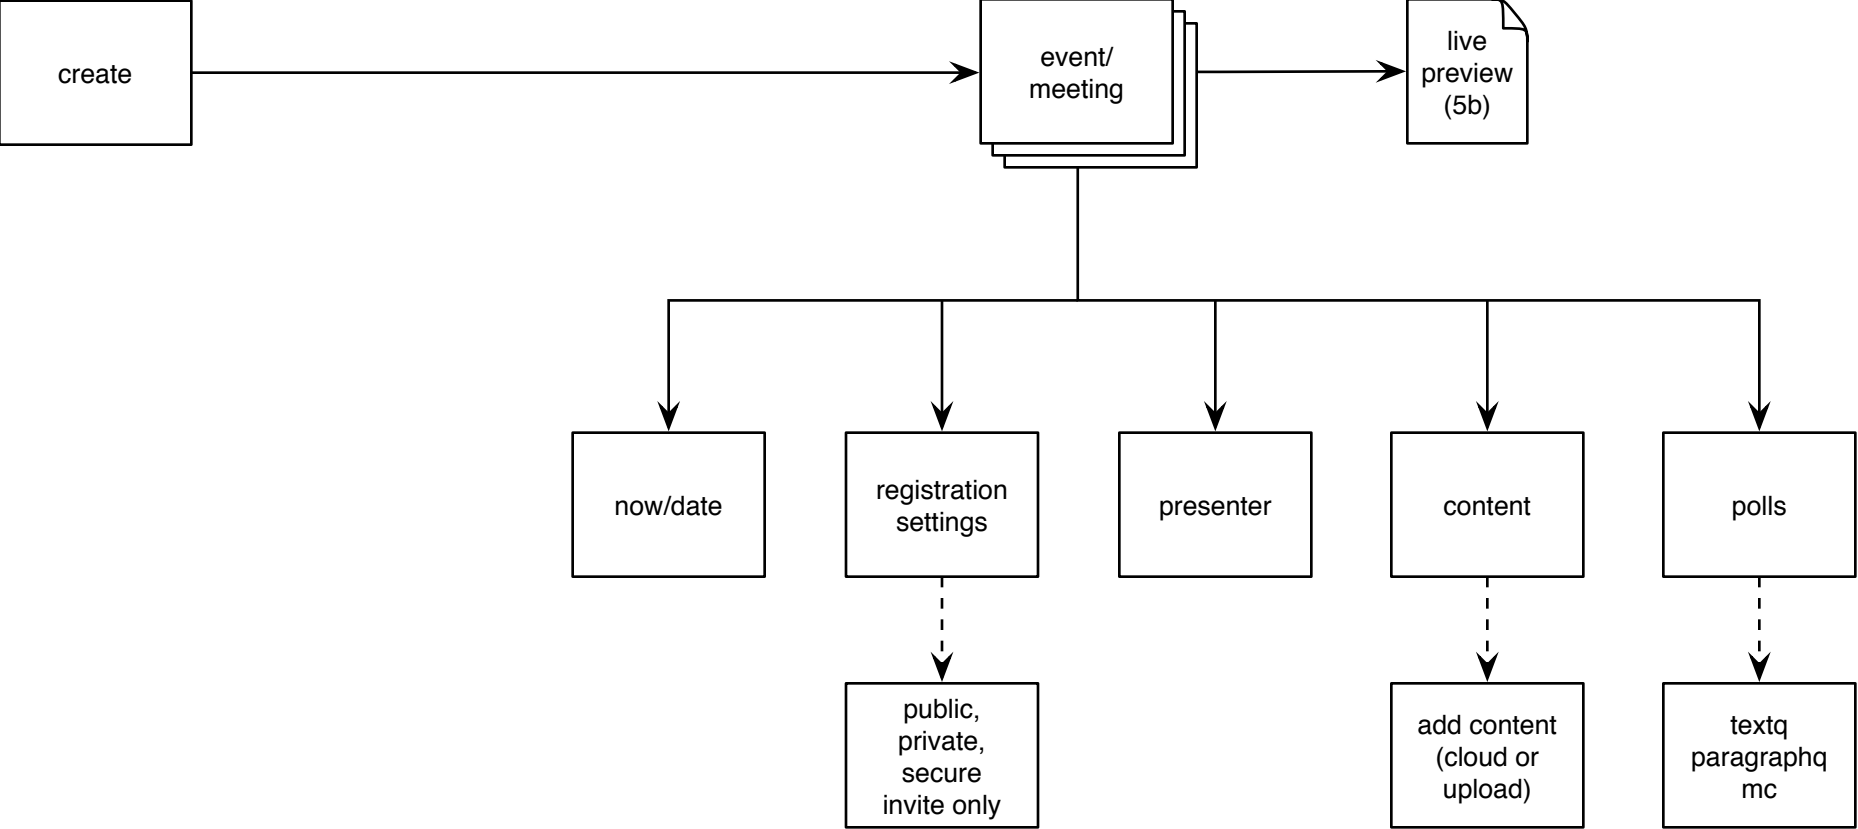 create
event/
meeting
live
preview
(5b)
now/date
registration
settings
presenter
content
polls
public,
private,
secure
invite only
add content
(cloud or
upload)
textq
paragraphq
mc